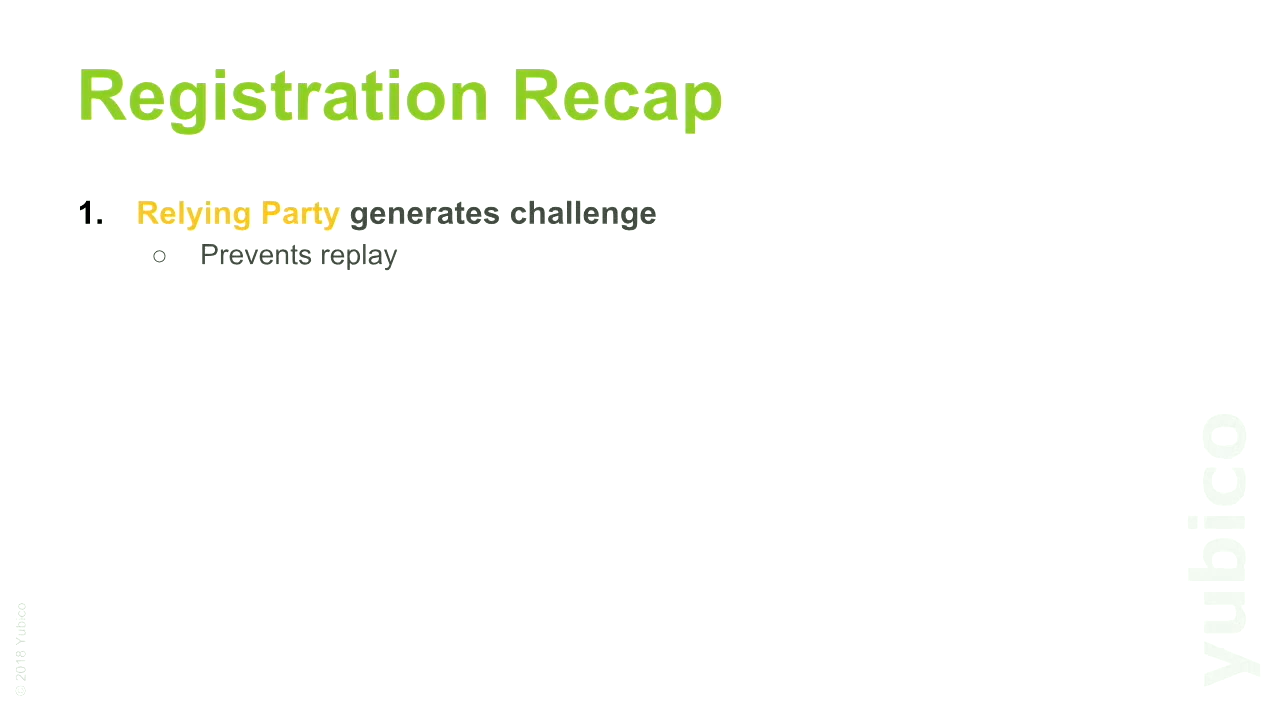 Registration Recap
1. Relying Party generates challenge
○ Prevents replay
yubico
© 2018 Yubico